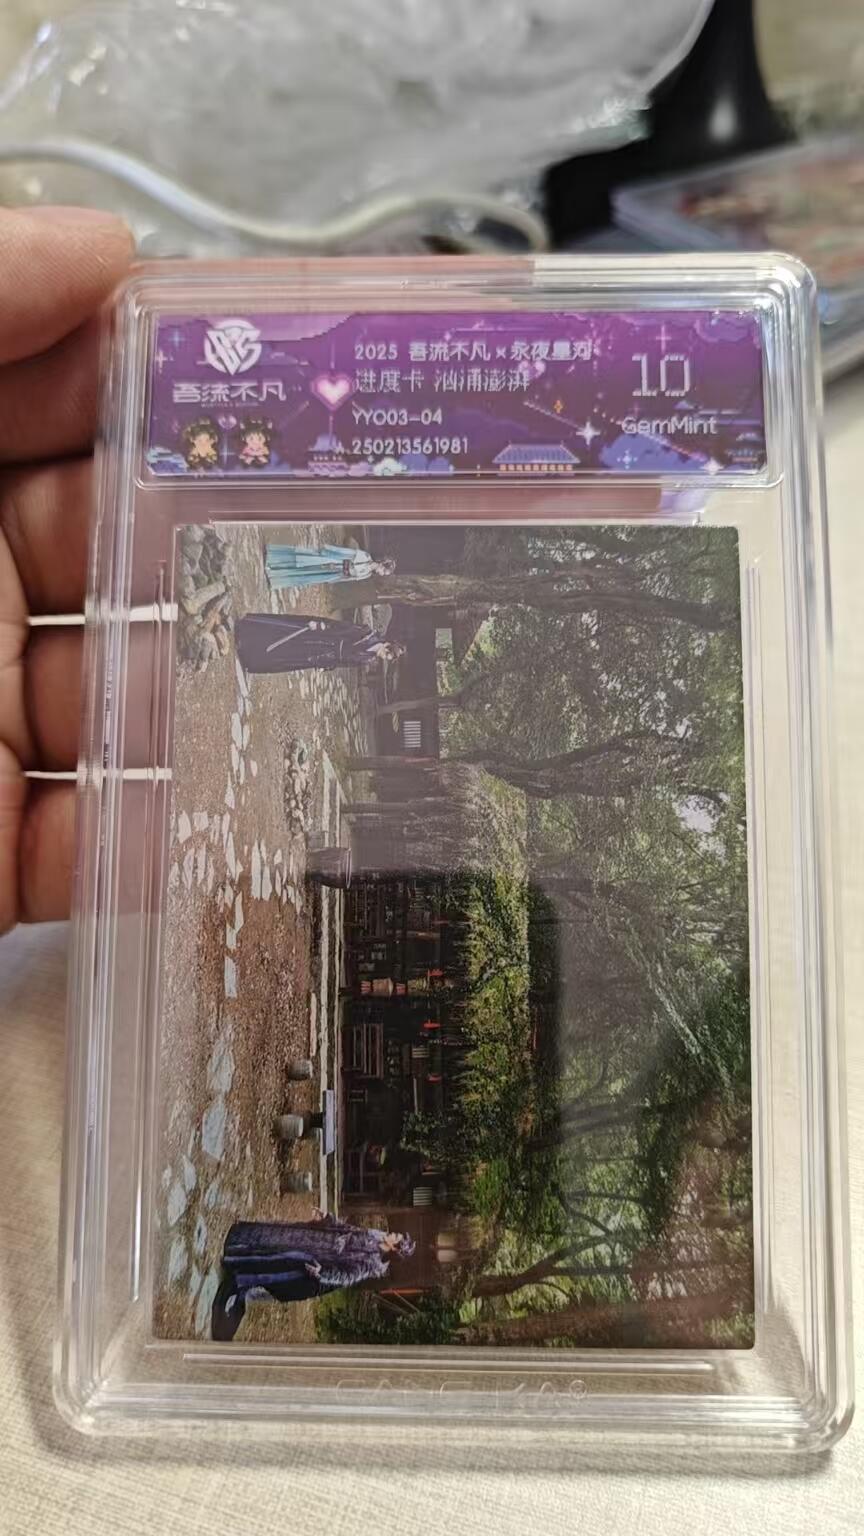 吾流不凡
2025 吾流不凡 × 永夜星河
进度卡 汹涌澎湃
YYO03-04
250213561981
10
GemMint